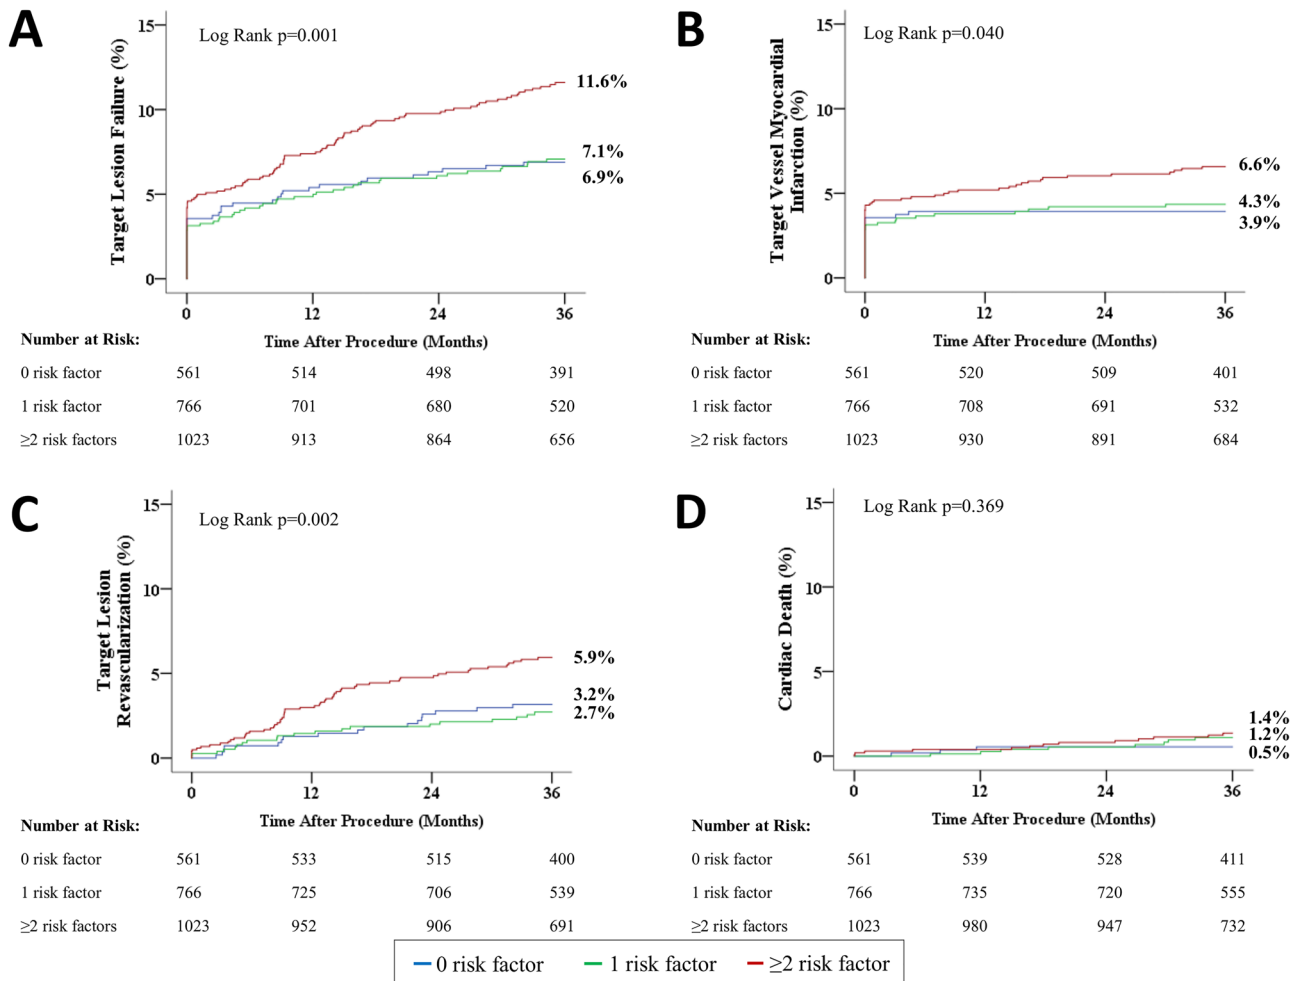 A
Log Rank p=0.001
Target Lesion Failure (%)
15
10
5
0
11.6%
7.1%
6.9%
0 12 24 36
Number at Risk:
Time After Procedure (Months)
0 risk factor 561 514 498 391
1 risk factor 766 701 680 520
≥2 risk factors 1023 913 864 656
B
Log Rank p=0.040
Target Vessel Myocardial
Infarction (%)
15
10
5
0
6.6%
4.3%
3.9%
0 12 24 36
Number at Risk:
Time After Procedure (Months)
0 risk factor 561 520 509 401
1 risk factor 766 708 691 532
≥2 risk factors 1023 930 891 684
C
Log Rank p=0.002
Target Lesion
Revascularization (%)
15
10
5
0
5.9%
3.2%
2.7%
0 12 24 36
Number at Risk:
Time After Procedure (Months)
0 risk factor 561 533 515 400
1 risk factor 766 725 706 539
≥2 risk factors 1023 952 906 691
D
Log Rank p=0.369
Cardiac Death (%)
15
10
5
0
1.4%
1.2%
0.5%
0 12 24 36
Number at Risk:
Time After Procedure (Months)
0 risk factor 561 539 528 411
1 risk factor 766 735 720 555
≥2 risk factors 1023 980 947 732
0 risk factor 1 risk factor ≥2 risk factor